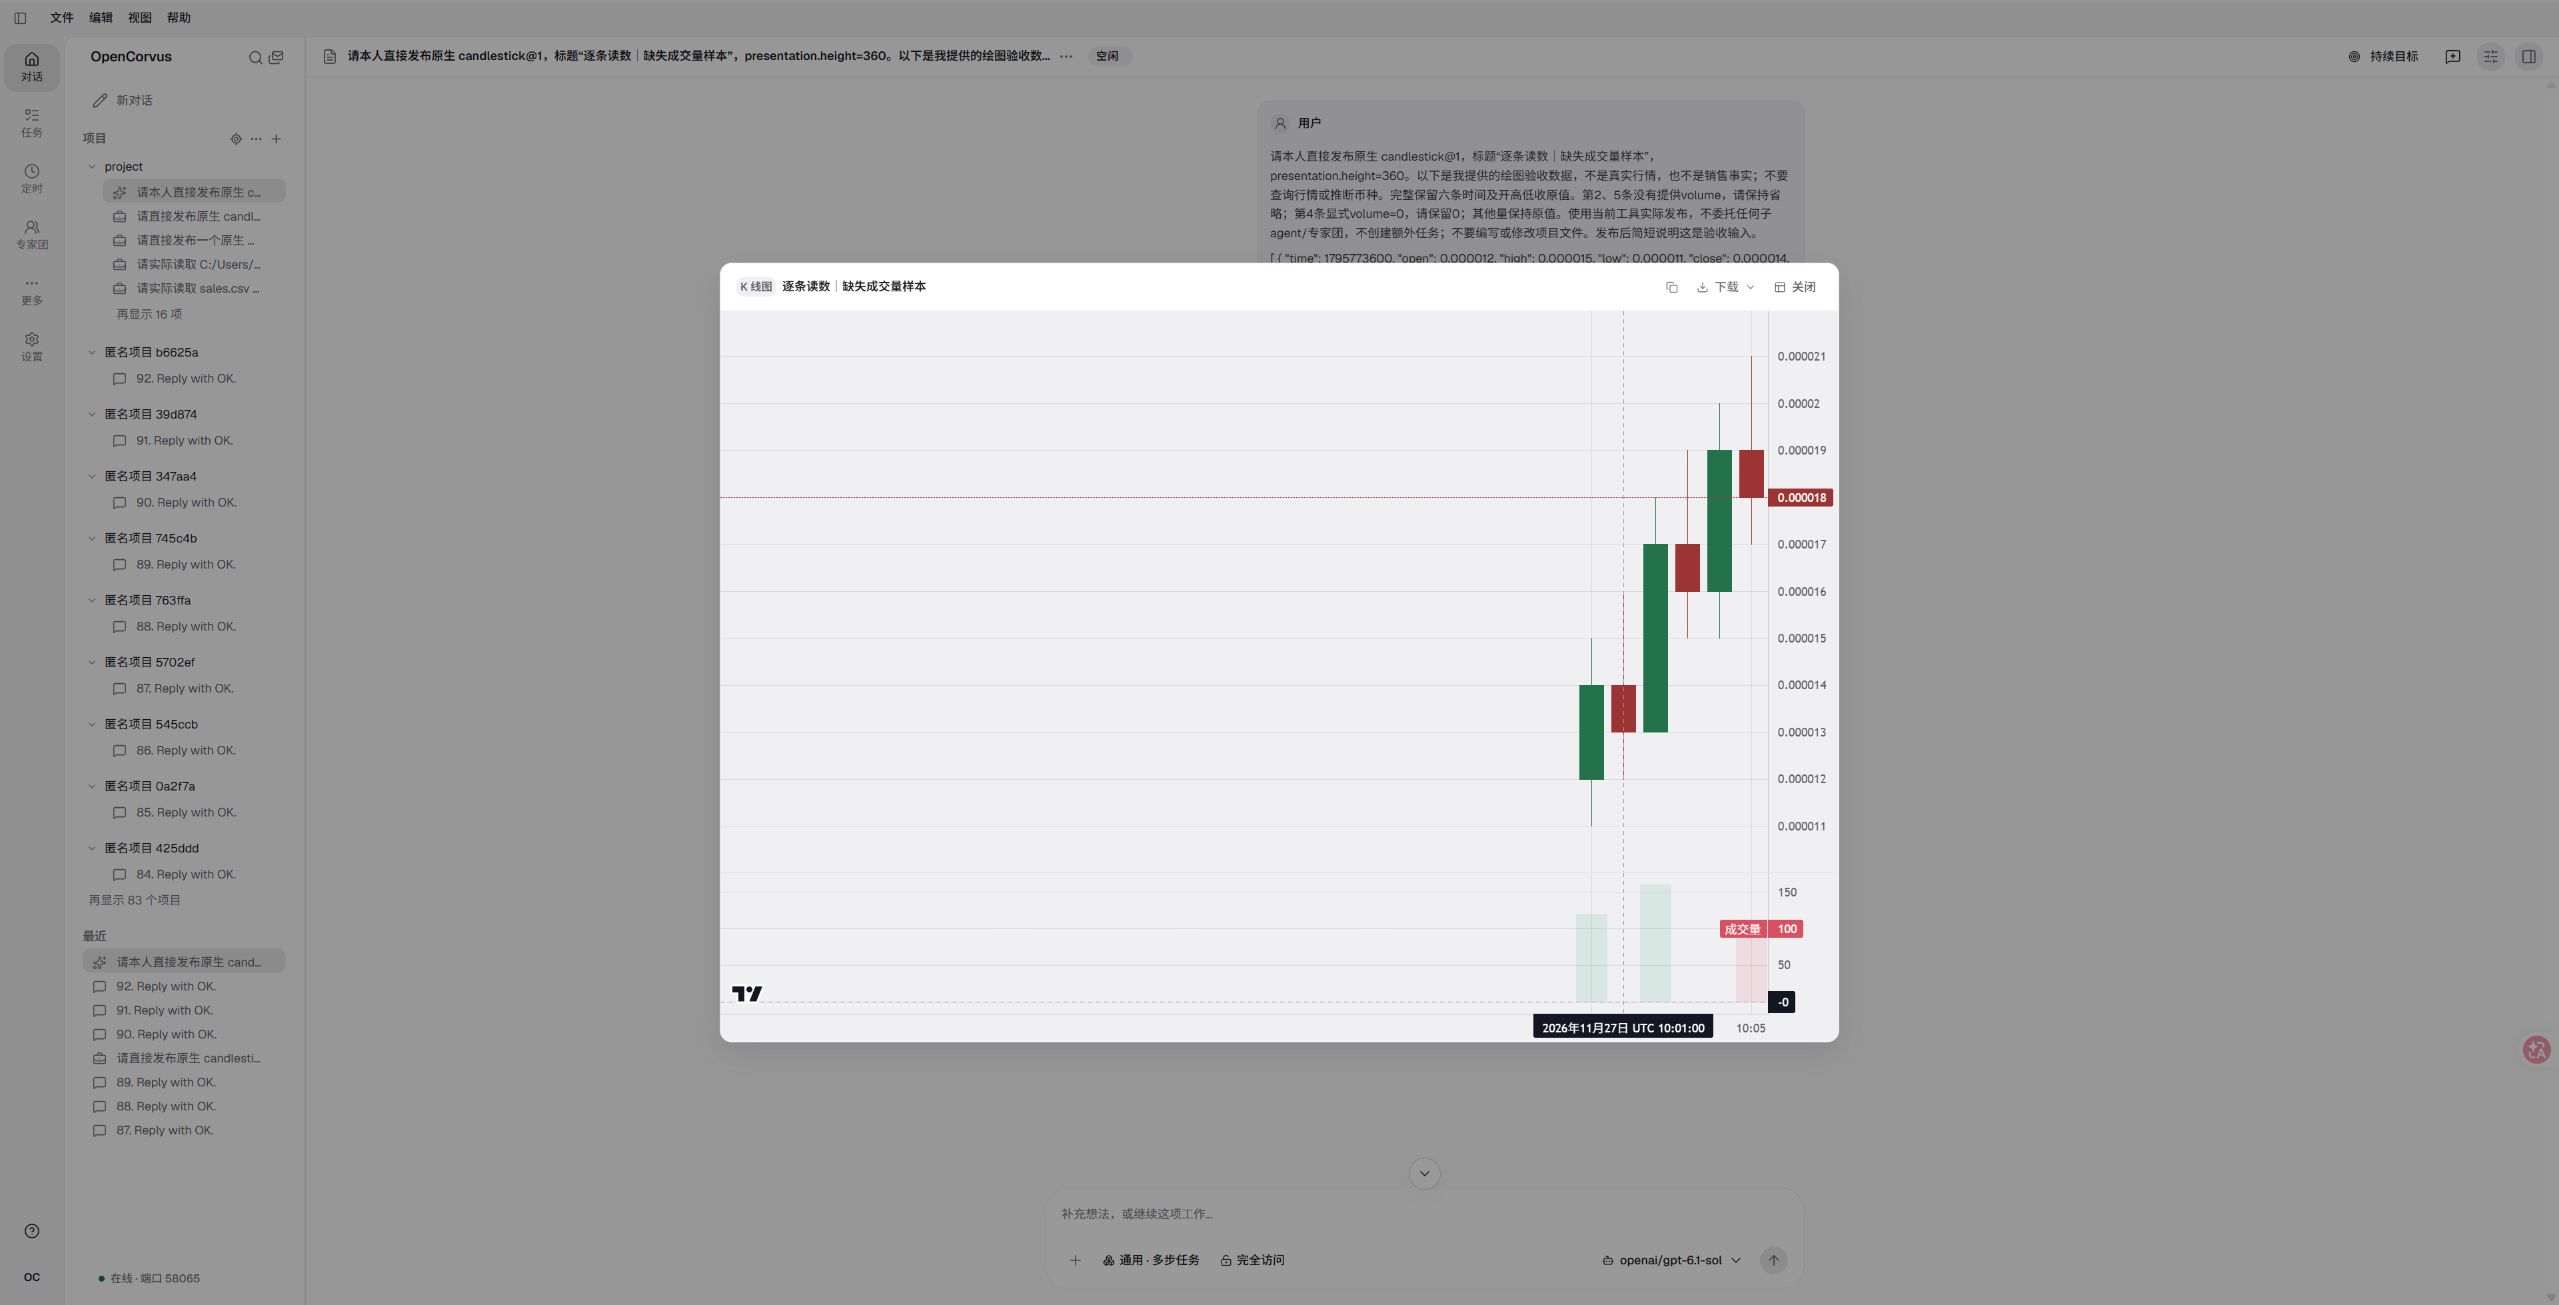 文件 编辑 视图 帮助
对话
任务
定时
专家团
更多
设置
OC
OpenCorvus
新对话
项目
project
请本人直接发布原生 c...
请直接发布原生 candl...
请直接发布一个原生 ...
请实际读取 C:/Users/...
请实际读取 sales.csv ...
再显示 16 项
匿名项目 b6625a
92. Reply with OK.
匿名项目 39d874
91. Reply with OK.
匿名项目 347aa4
90. Reply with OK.
匿名项目 745c4b
89. Reply with OK.
匿名项目 763ffa
88. Reply with OK.
匿名项目 5702ef
87. Reply with OK.
匿名项目 545ccb
86. Reply with OK.
匿名项目 0a2f7a
85. Reply with OK.
匿名项目 425ddd
84. Reply with OK.
再显示 83 个项目
最近
请本人直接发布原生 cand...
92. Reply with OK.
91. Reply with OK.
90. Reply with OK.
请直接发布原生 candlesti...
89. Reply with OK.
88. Reply with OK.
87. Reply with OK.
在线 · 端口 58065
请本人直接发布原生 candlestick@1，标题“逐条读数｜缺失成交量样本”，presentation.height=360。以下是我提供的绘图验收数... ... 空闲
持续目标
用户
请本人直接发布原生 candlestick@1，标题“逐条读数｜缺失成交量样本”，
presentation.height=360。以下是我提供的绘图验收数据，不是真实行情，也不是销售事实；不要
查询行情或推断币种。完整保留六条时间及开高低收原值。第2、5条没有提供volume，请保持省
略；第4条显式volume=0，请保留0；其他量保持原值。使用当前工具实际发布，不委托任何子
agent/专家团，不创建额外任务；不要编写或修改项目文件。发布后简短说明这是验收输入。
[ { "time": 1795773600, "open": 0.000012, "high": 0.000015, "low": 0.000011, "close": 0.000014,
K 线图 逐条读数｜缺失成交量样本
下载 关闭
0.000021
0.00002
0.000019
0.000018
0.000017
0.000016
0.000015
0.000014
0.000013
0.000012
0.000011
150
成交量 100
50
-0
2026年11月27日 UTC 10:01:00 10:05
补充想法，或继续这项工作...
通用 · 多步任务 完全访问 openai/gpt-6.1-sol